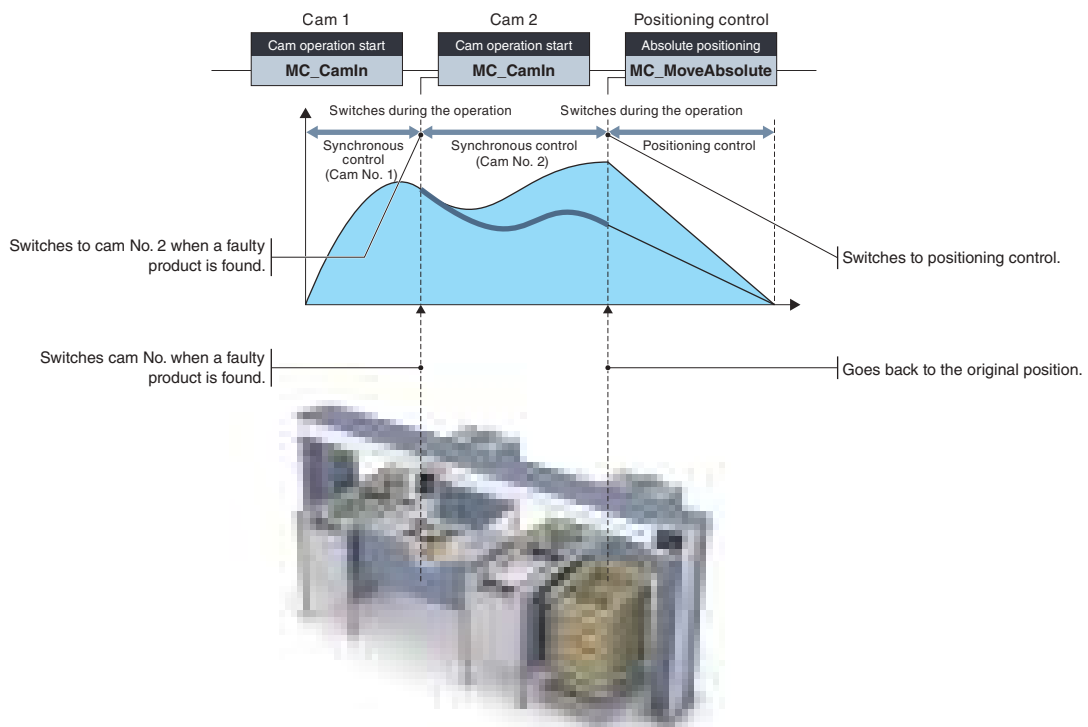 Cam 1
Cam 2
Positioning control
Cam operation start
Cam operation start
Absolute positioning
MC_CamIn
MC_CamIn
MC_MoveAbsolute
Switches during the operation
Switches during the operation
Synchronous
control
(Cam No. 1)
Synchronous control
(Cam No. 2)
Positioning control
Switches to cam No. 2 when a faulty
product is found.
Switches to positioning control.
Switches cam No. when a faulty
product is found.
Goes back to the original position.